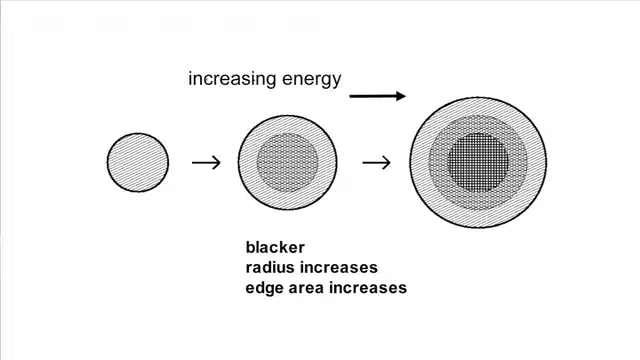 increasing energy
blacker
radius increases
edge area increases